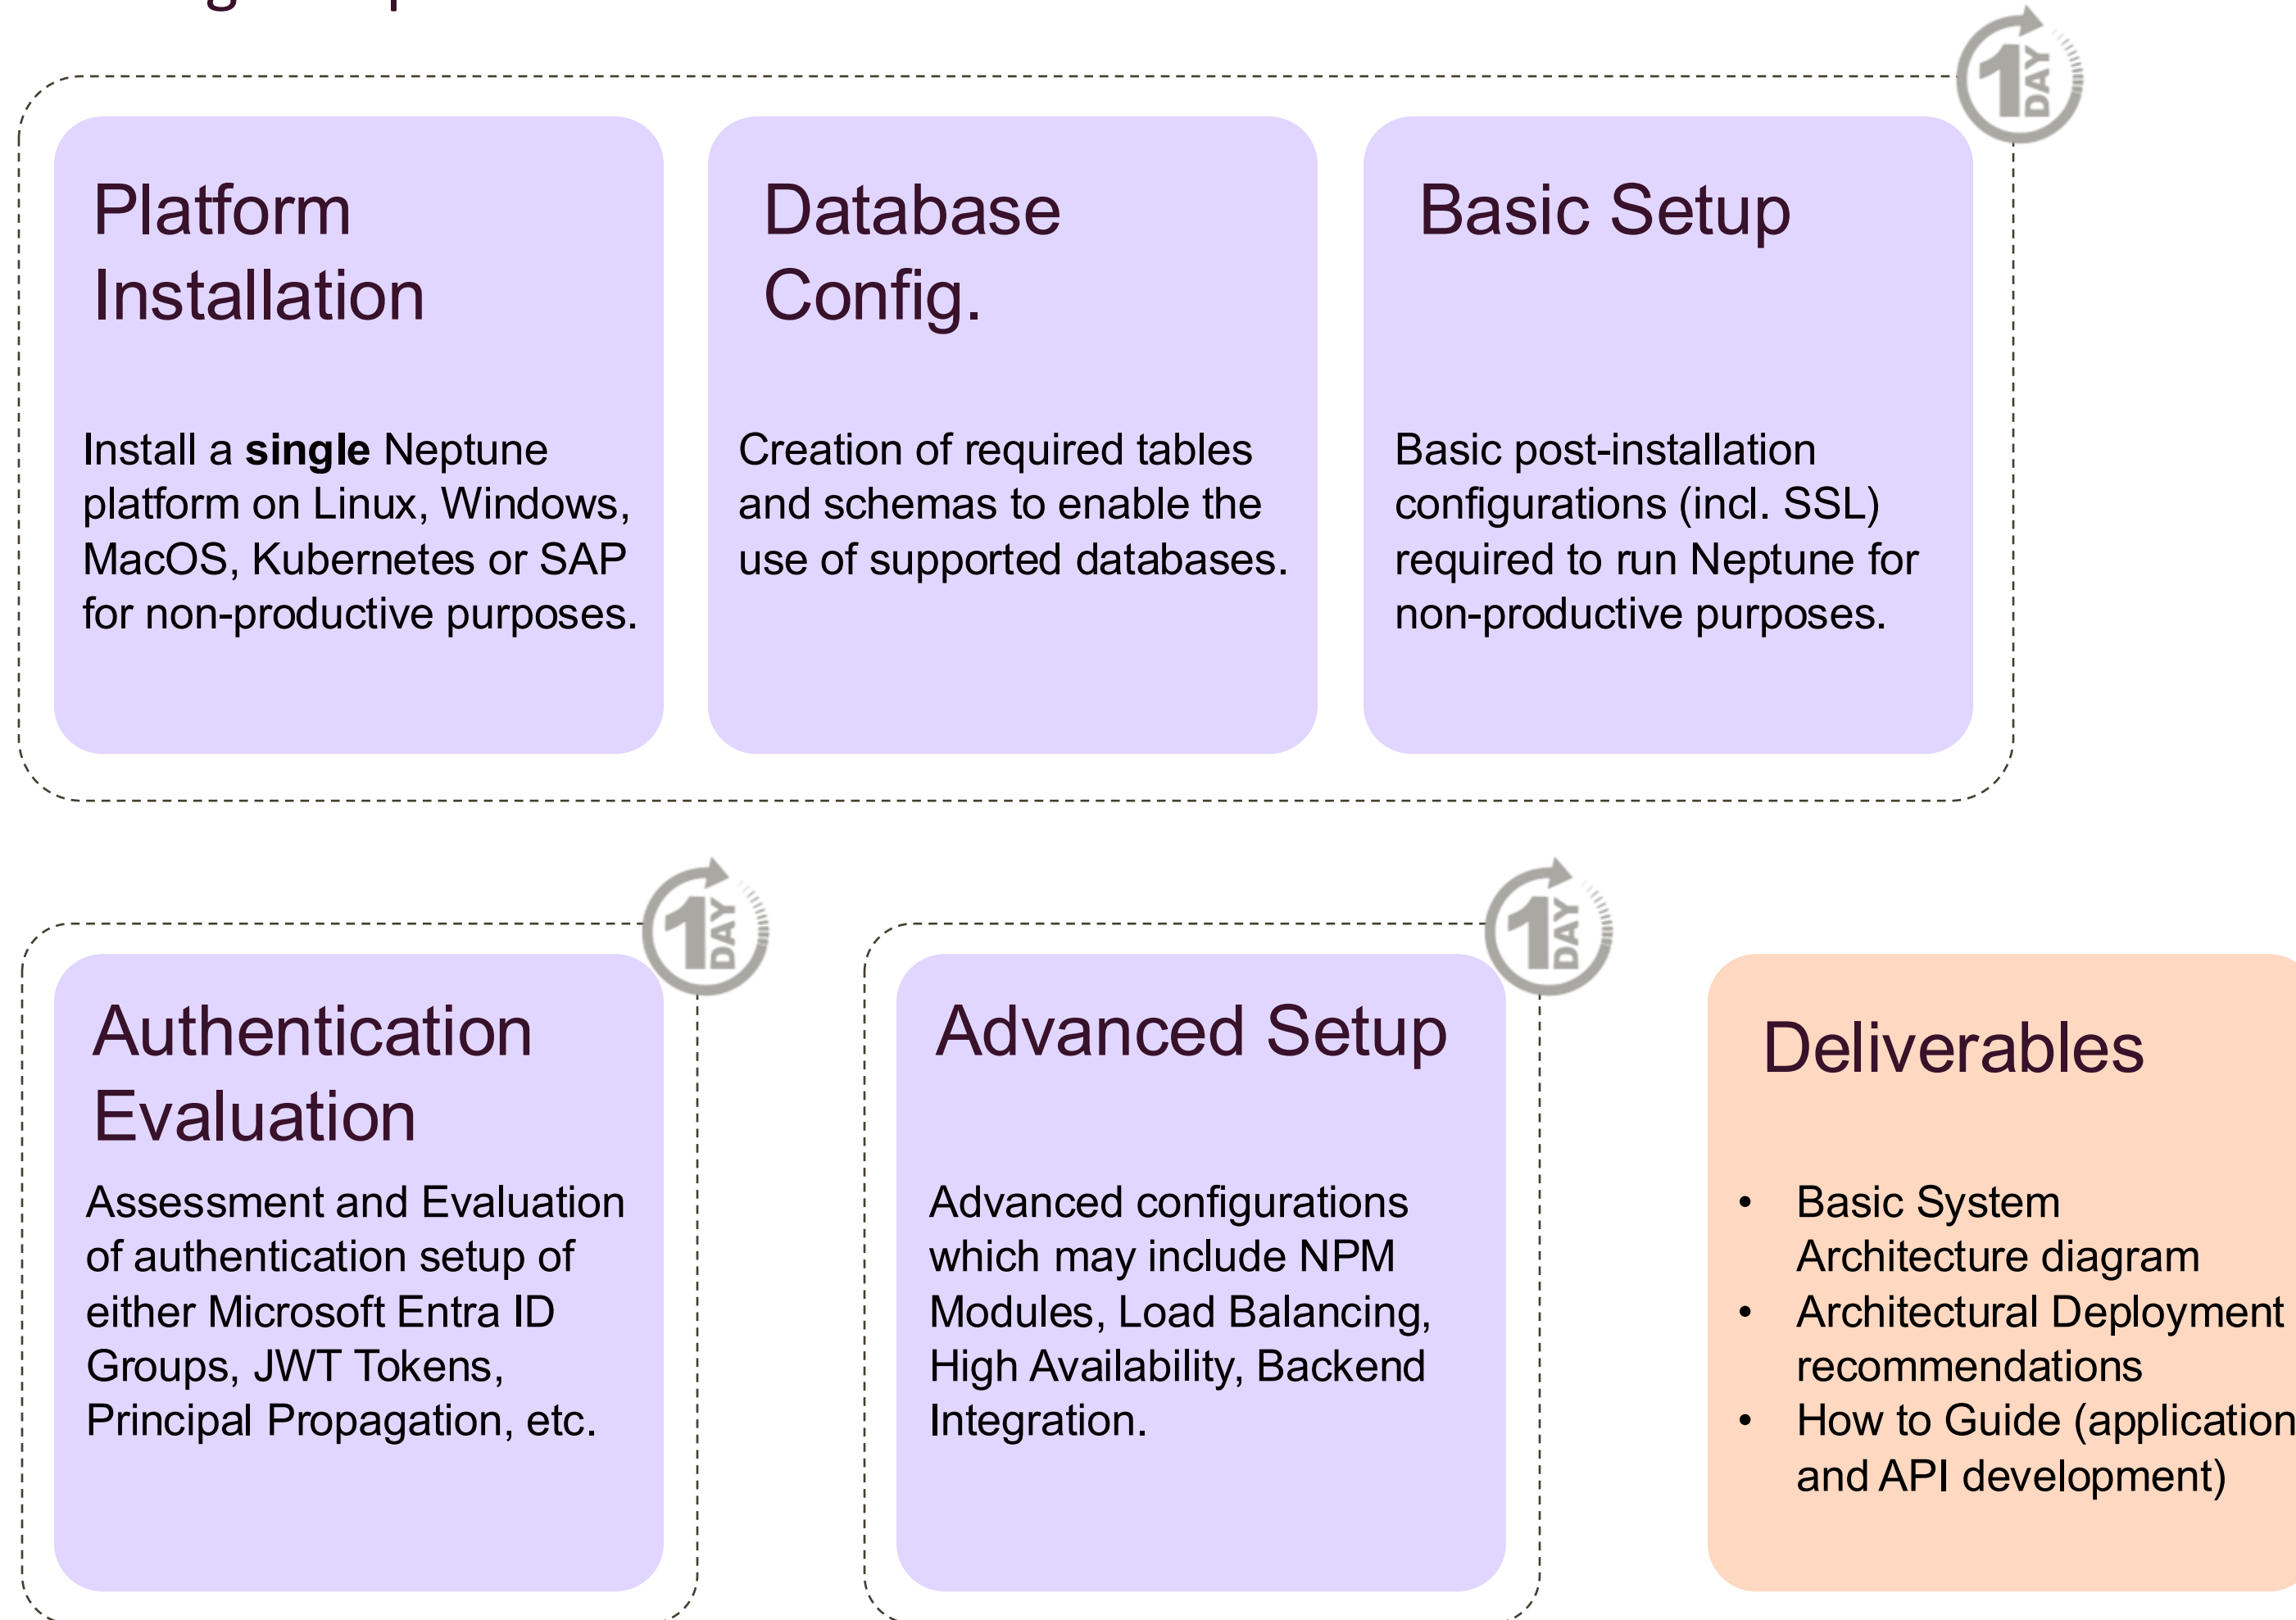 1
DAY
Platform
Installation
Install a single Neptune
platform on Linux, Windows,
MacOS, Kubernetes or SAP
for non-productive purposes.
Database
Config.
Creation of required tables
and schemas to enable the
use of supported databases.
Basic Setup
Basic post-installation
configurations (incl. SSL)
required to run Neptune for
non-productive purposes.
1
DAY
Authentication
Evaluation
Assessment and Evaluation
of authentication setup of
either Microsoft Entra ID
Groups, JWT Tokens,
Principal Propagation, etc.
1
DAY
Advanced Setup
Advanced configurations
which may include NPM
Modules, Load Balancing,
High Availability, Backend
Integration.
Deliverables
• Basic System
Architecture diagram
• Architectural Deployment
recommendations
• How to Guide (application
and API development)